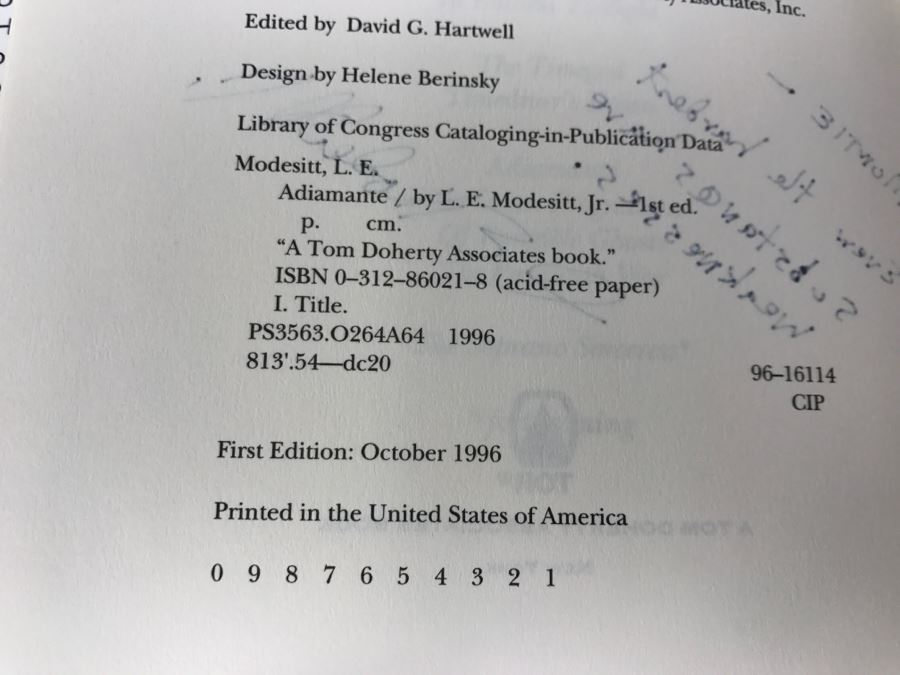 Associates, Inc.
Edited by David G. Hartwell
Design by Helene Berinsky
Library of Congress Cataloging-in-Publication Data
Modesitt, L. E.
Adiamante / by L. E. Modesitt, Jr. —1st ed.
p. cm.
“A Tom Doherty Associates book.”
ISBN 0–312–86021–8 (acid-free paper)
I. Title.
PS3563.O264A64 1996
813'.54—dc20
96–16114
CIP
First Edition: October 1996
Printed in the United States of America
0 9 8 7 6 5 4 3 2 1